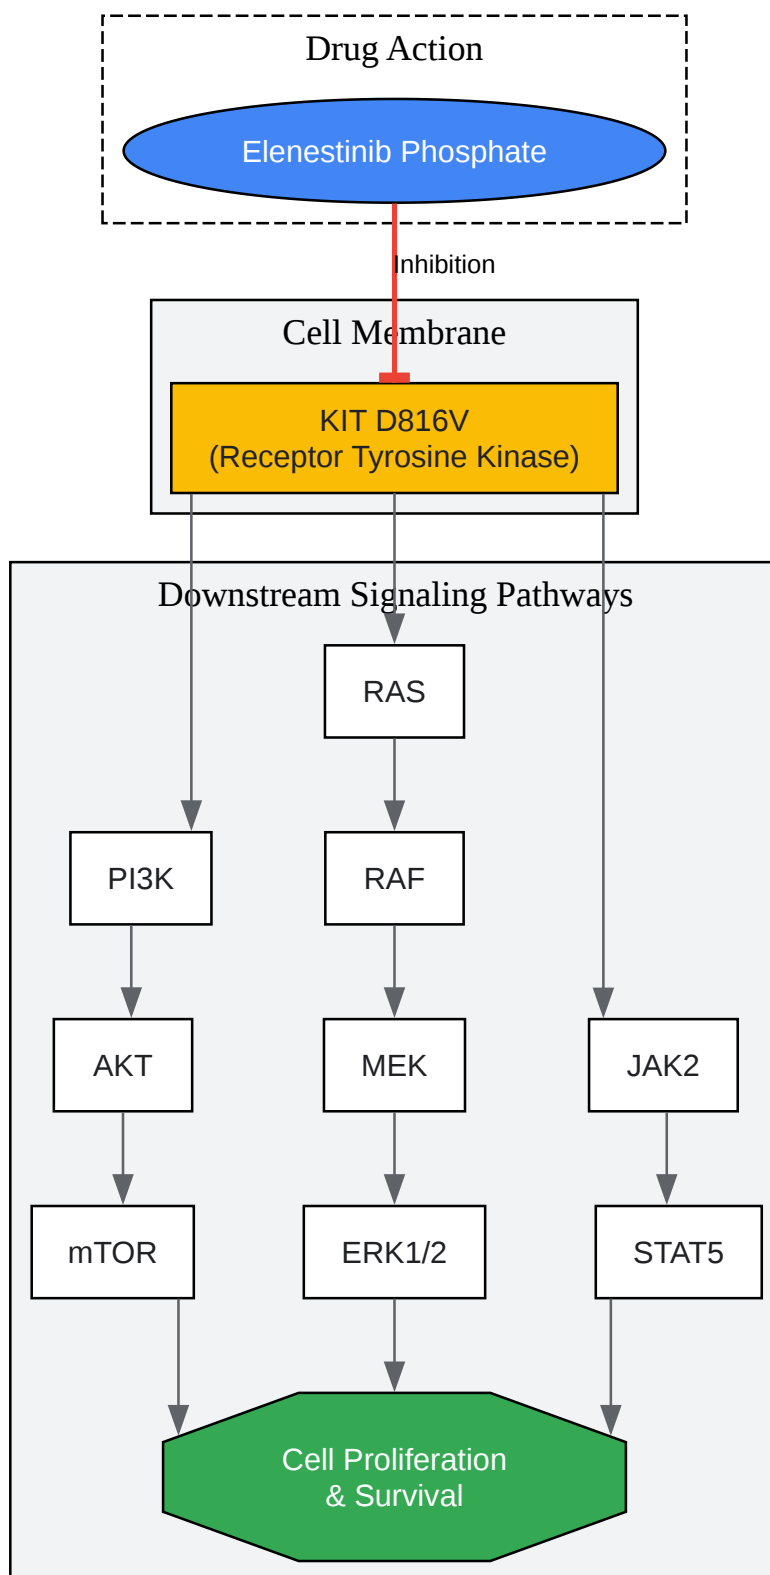 Drug Action
Elenestinib Phosphate
Inhibition
Cell Membrane
KIT D816V
(Receptor Tyrosine Kinase)
Downstream Signaling Pathways
RAS
PI3K
RAF
AKT
MEK
JAK2
mTOR
ERK1/2
STAT5
Cell Proliferation
& Survival